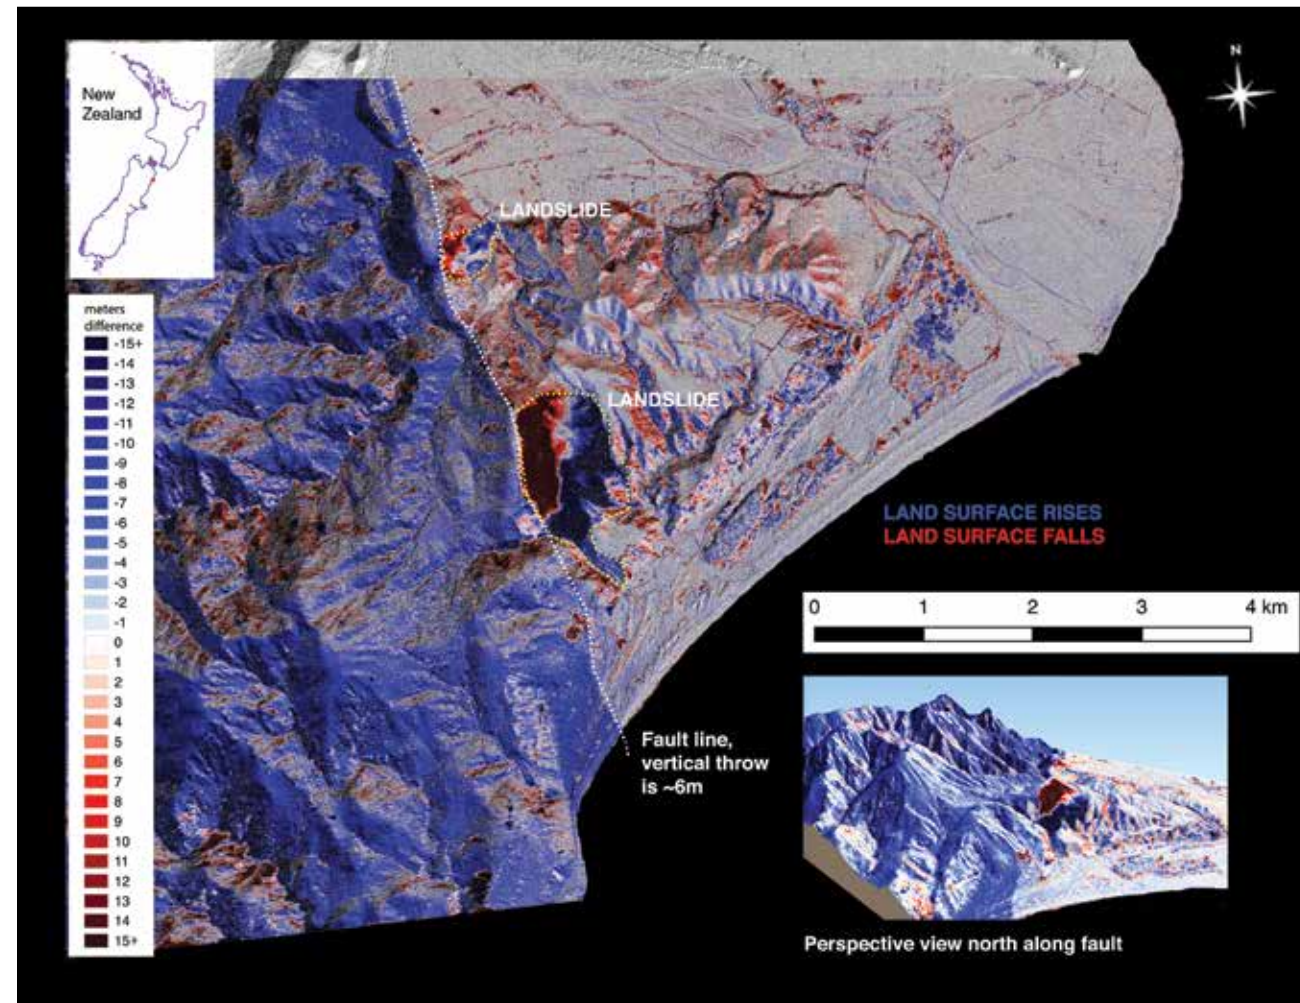 N
New
Zealand
LANDSLIDE
meters
difference
-15+
-14
-13
-12
-11
-10
-9
-8
-7
-6
-5
-4
-3
-2
-1
0
1
2
3
4
5
6
7
8
9
10
11
12
13
14
15+
LANDSLIDE
LAND SURFACE RISES
LAND SURFACE FALLS
0 1 2 3 4 km
Fault line,
vertical throw
is ~6m
Perspective view north along fault